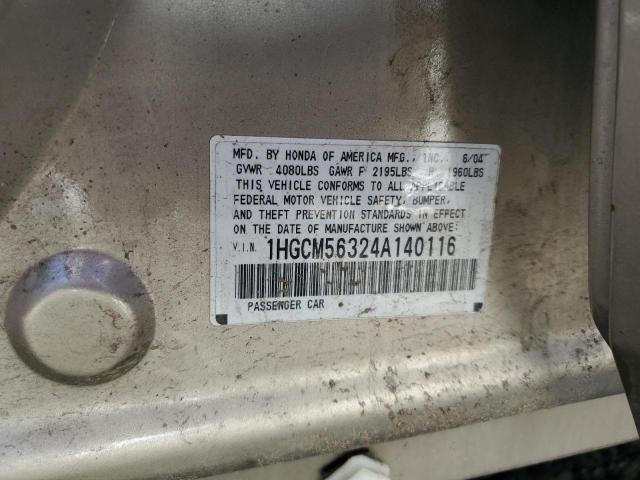 MFD. BY HONDA OF AMERICA MFG., INC. 6/04
GVWR 4080LBS GAWR F 2195LBS 1960LBS
THIS VEHICLE CONFORMS TO ALL APPLICABLE
FEDERAL MOTOR VEHICLE SAFETY, BUMPER,
AND THEFT PREVENTION STANDARDS IN EFFECT
ON THE DATE OF MANUFACTURE SHOWN ABOVE:
V.I.N. 1HGCM56324A140116
PASSENGER CAR